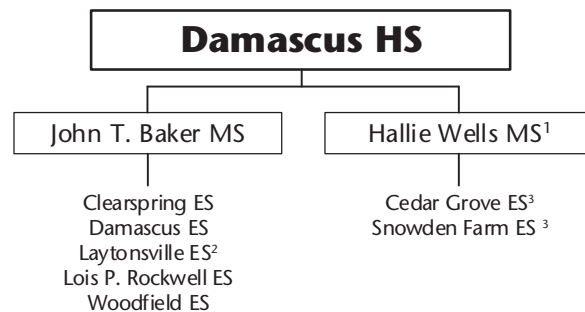 Damascus HS
John T. Baker MS
Hallie Wells MS¹
Clearspring ES
Damascus ES
Laytonsville ES²
Lois P. Rockwell ES
Woodfield ES
Cedar Grove ES³
Snowden Farm ES ³